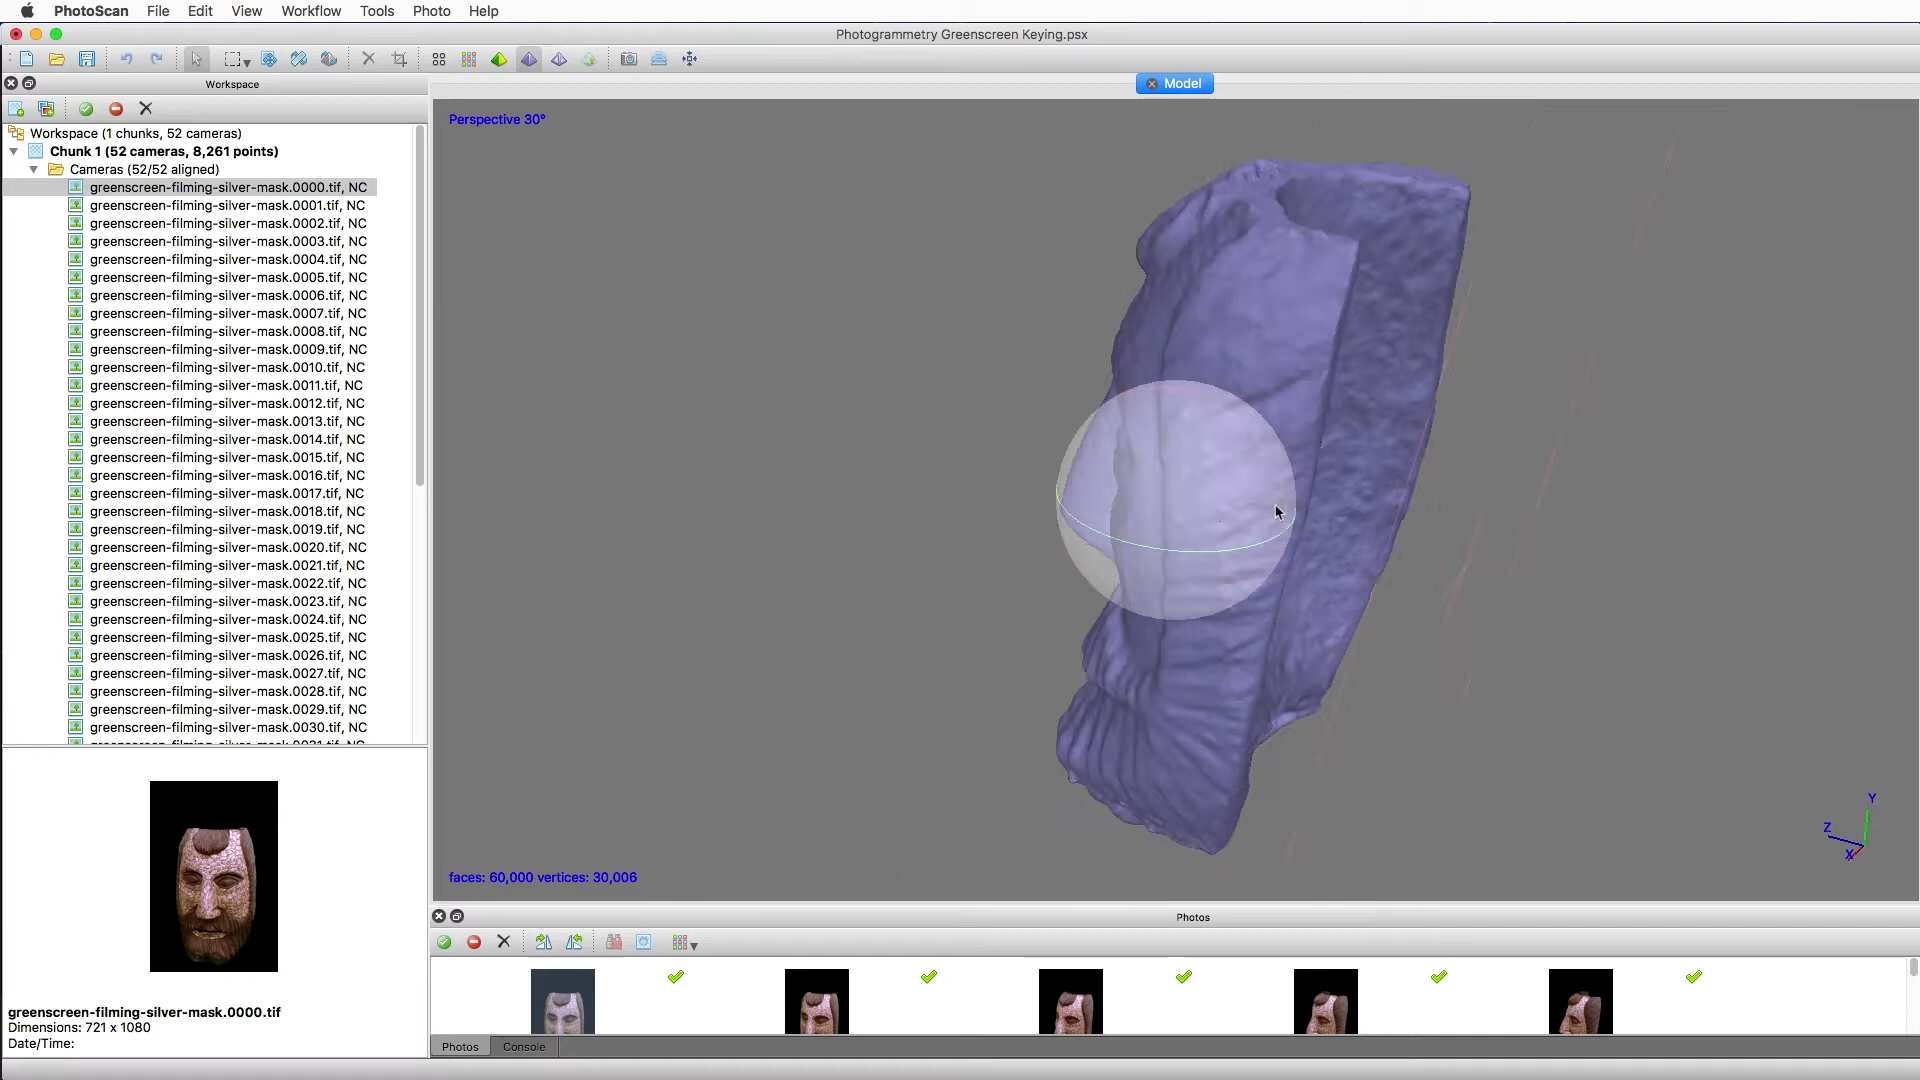 PhotoScan File Edit View Workflow Tools Photo Help
Photogrammetry Greenscreen Keying.psx
Workspace
Model
Workspace (1 chunks, 52 cameras)
Chunk 1 (52 cameras, 8,261 points)
Cameras (52/52 aligned)
greenscreen-filming-silver-mask.0000.tif, NC
greenscreen-filming-silver-mask.0001.tif, NC
greenscreen-filming-silver-mask.0002.tif, NC
greenscreen-filming-silver-mask.0003.tif, NC
greenscreen-filming-silver-mask.0004.tif, NC
greenscreen-filming-silver-mask.0005.tif, NC
greenscreen-filming-silver-mask.0006.tif, NC
greenscreen-filming-silver-mask.0007.tif, NC
greenscreen-filming-silver-mask.0008.tif, NC
greenscreen-filming-silver-mask.0009.tif, NC
greenscreen-filming-silver-mask.0010.tif, NC
greenscreen-filming-silver-mask.0011.tif, NC
greenscreen-filming-silver-mask.0012.tif, NC
greenscreen-filming-silver-mask.0013.tif, NC
greenscreen-filming-silver-mask.0014.tif, NC
greenscreen-filming-silver-mask.0015.tif, NC
greenscreen-filming-silver-mask.0016.tif, NC
greenscreen-filming-silver-mask.0017.tif, NC
greenscreen-filming-silver-mask.0018.tif, NC
greenscreen-filming-silver-mask.0019.tif, NC
greenscreen-filming-silver-mask.0020.tif, NC
greenscreen-filming-silver-mask.0021.tif, NC
greenscreen-filming-silver-mask.0022.tif, NC
greenscreen-filming-silver-mask.0023.tif, NC
greenscreen-filming-silver-mask.0024.tif, NC
greenscreen-filming-silver-mask.0025.tif, NC
greenscreen-filming-silver-mask.0026.tif, NC
greenscreen-filming-silver-mask.0027.tif, NC
greenscreen-filming-silver-mask.0028.tif, NC
greenscreen-filming-silver-mask.0029.tif, NC
greenscreen-filming-silver-mask.0030.tif, NC
greenscreen-filming-silver-mask.0000.tif
Dimensions: 721 x 1080
Date/Time:
Perspective 30°
Y
Z
X
faces: 60,000 vertices: 30,006
Photos
Photos Console